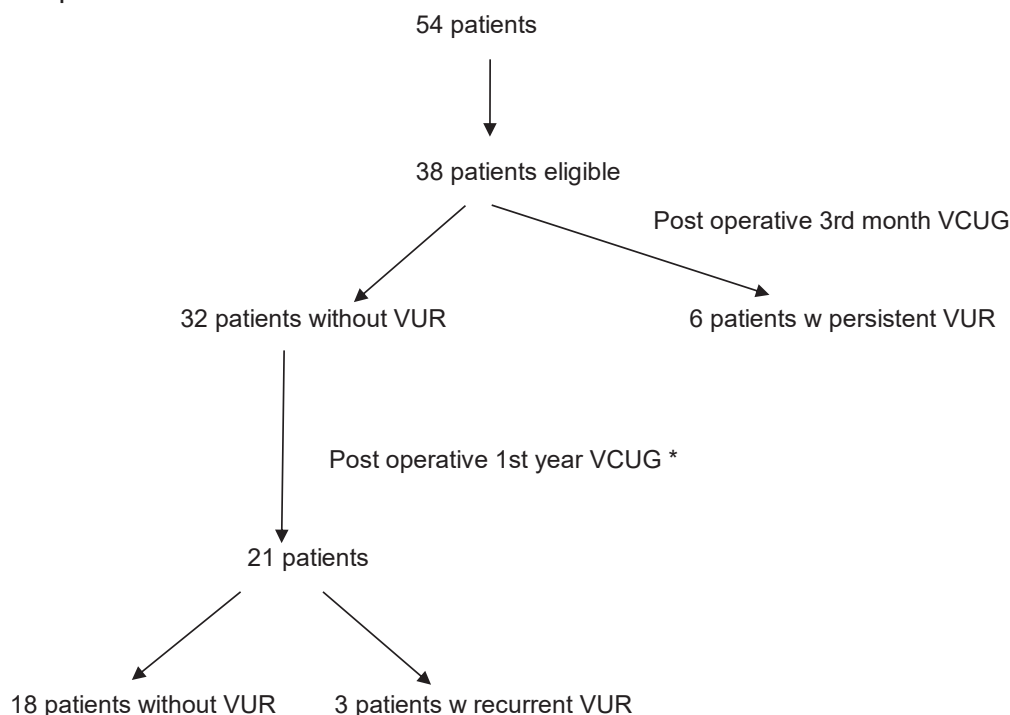 54 patients
38 patients eligible
Post operative 3rd month VCUG
32 patients without VUR
6 patients w persistent VUR
Post operative 1st year VCUG *
21 patients
18 patients without VUR
3 patients w recurrent VUR